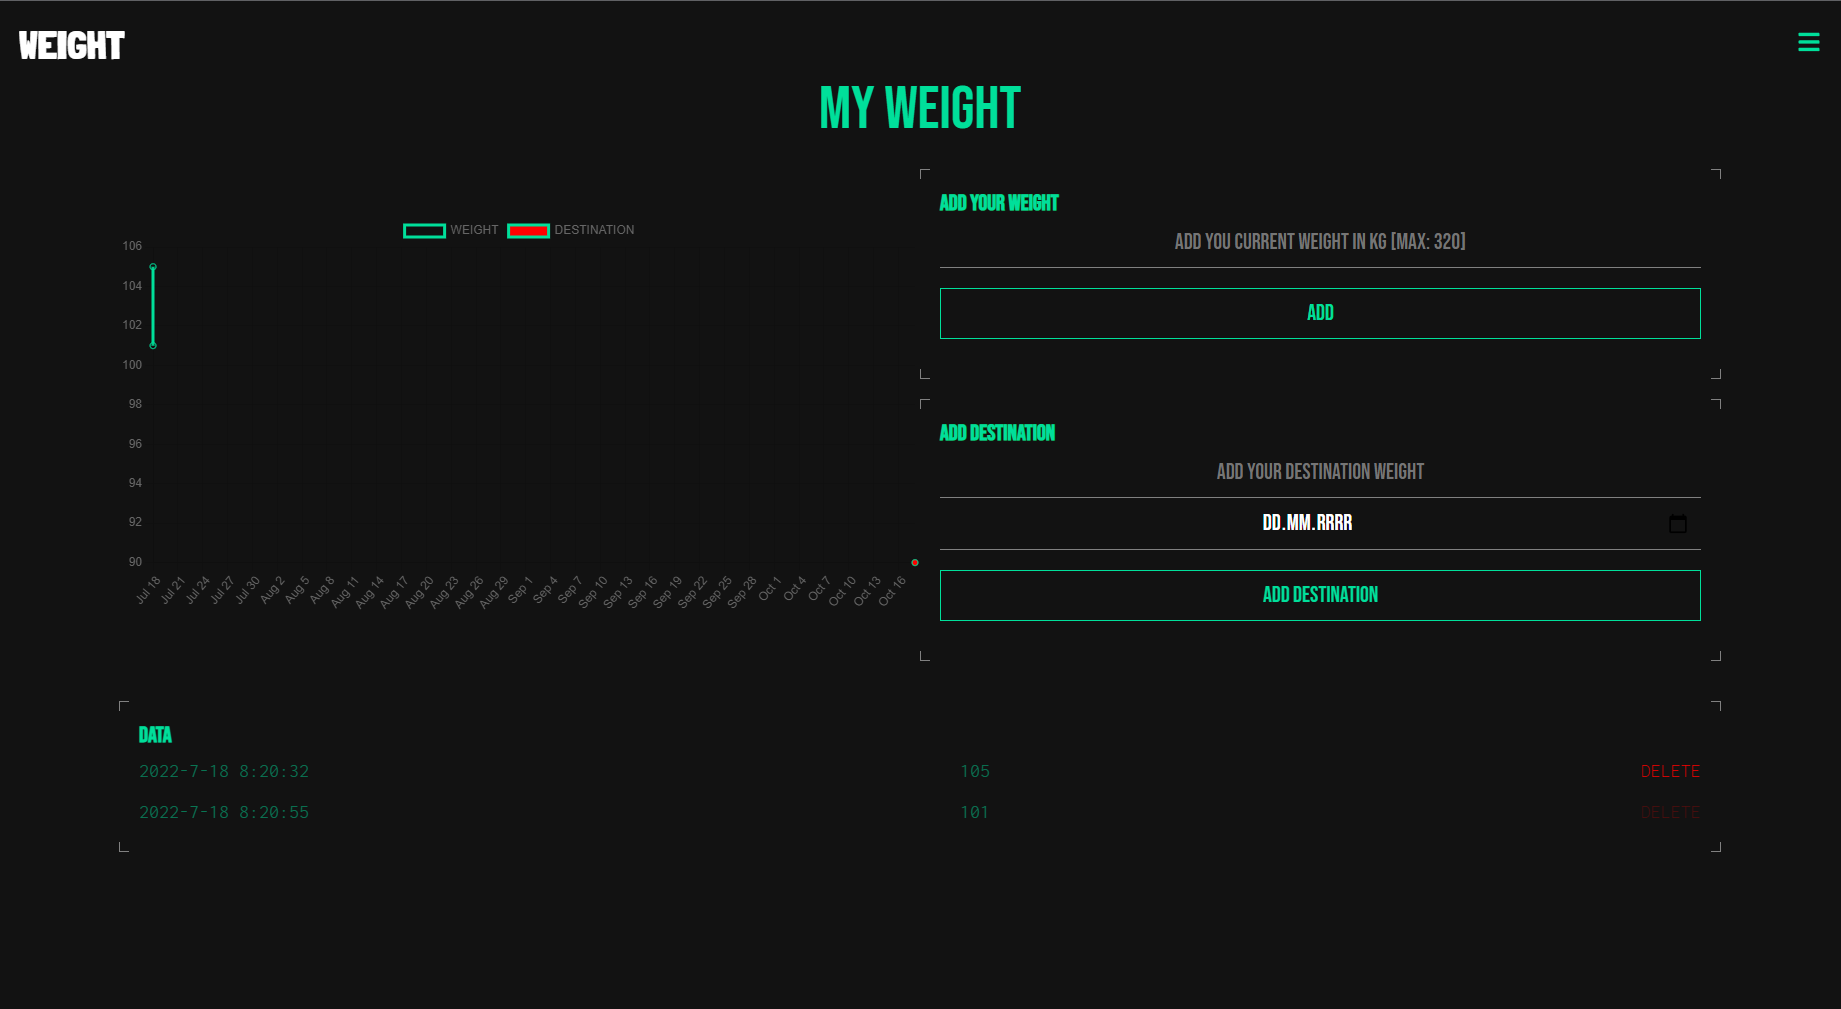 WEIGHT
MY WEIGHT
WEIGHT DESTINATION
106
104
102
100
98
96
94
92
90
Jul 18 Jul 21 Jul 24 Jul 27 Jul 30 Aug 2 Aug 5 Aug 8 Aug 11 Aug 14 Aug 17 Aug 20 Aug 23 Aug 26 Aug 29 Sep 1 Sep 4 Sep 7 Sep 10 Sep 13 Sep 16 Sep 19 Sep 22 Sep 25 Sep 28 Oct 1 Oct 4 Oct 7 Oct 10 Oct 13 Oct 16
ADD YOUR WEIGHT
ADD YOU CURRENT WEIGHT IN KG [MAX: 320]
ADD
ADD DESTINATION
ADD YOUR DESTINATION WEIGHT
DD.MM.RRRR
ADD DESTINATION
DATA
2022-7-18 8:20:32 105 DELETE
2022-7-18 8:20:55 101 DELETE